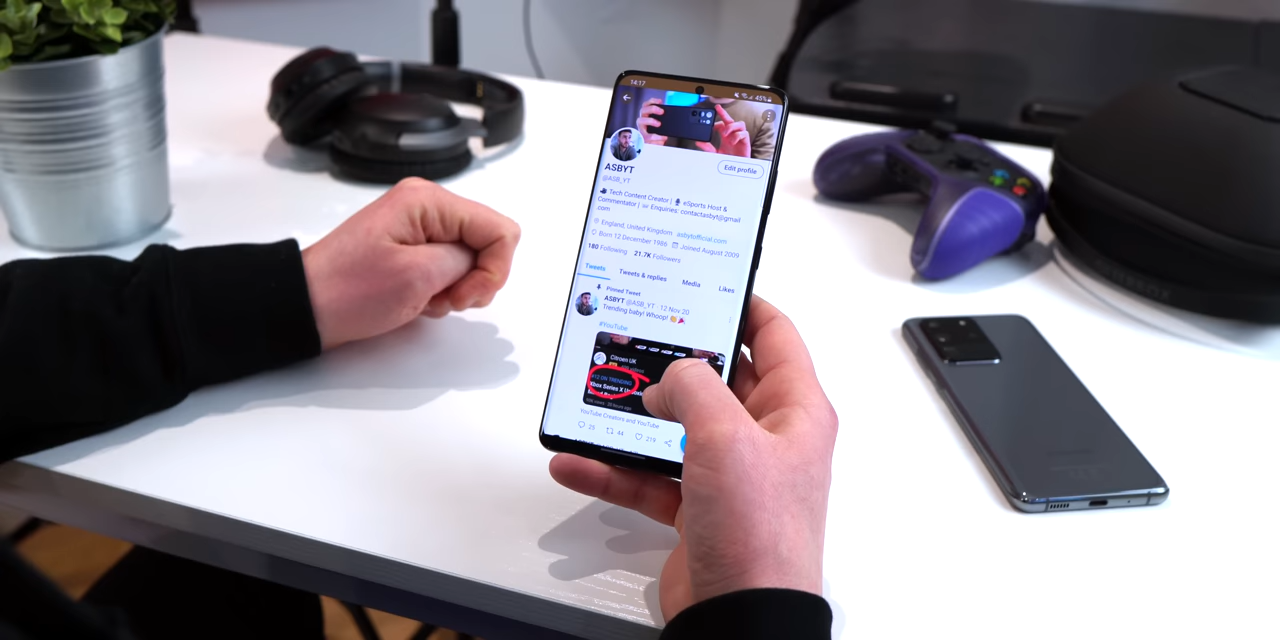 14:17
45%
Edit profile
ASBYT
@ASB_YT
Tech Content Creator | eSports Host &
Commentator | Enquiries: contactasbyt@gmail
.com
England, United Kingdom asbytofficial.com
Born 12 December 1986 Joined August 2009
180 Following 21.7K Followers
Tweets Tweets & replies Media Likes
Pinned Tweet
ASBYT @ASB_YT · 12 Nov 20
Trending baby! Whoop!
#YouTube
Citroen UK
#12 ON TRENDING
Xbox Series X
YouTube Creators and YouTube
25 44 219